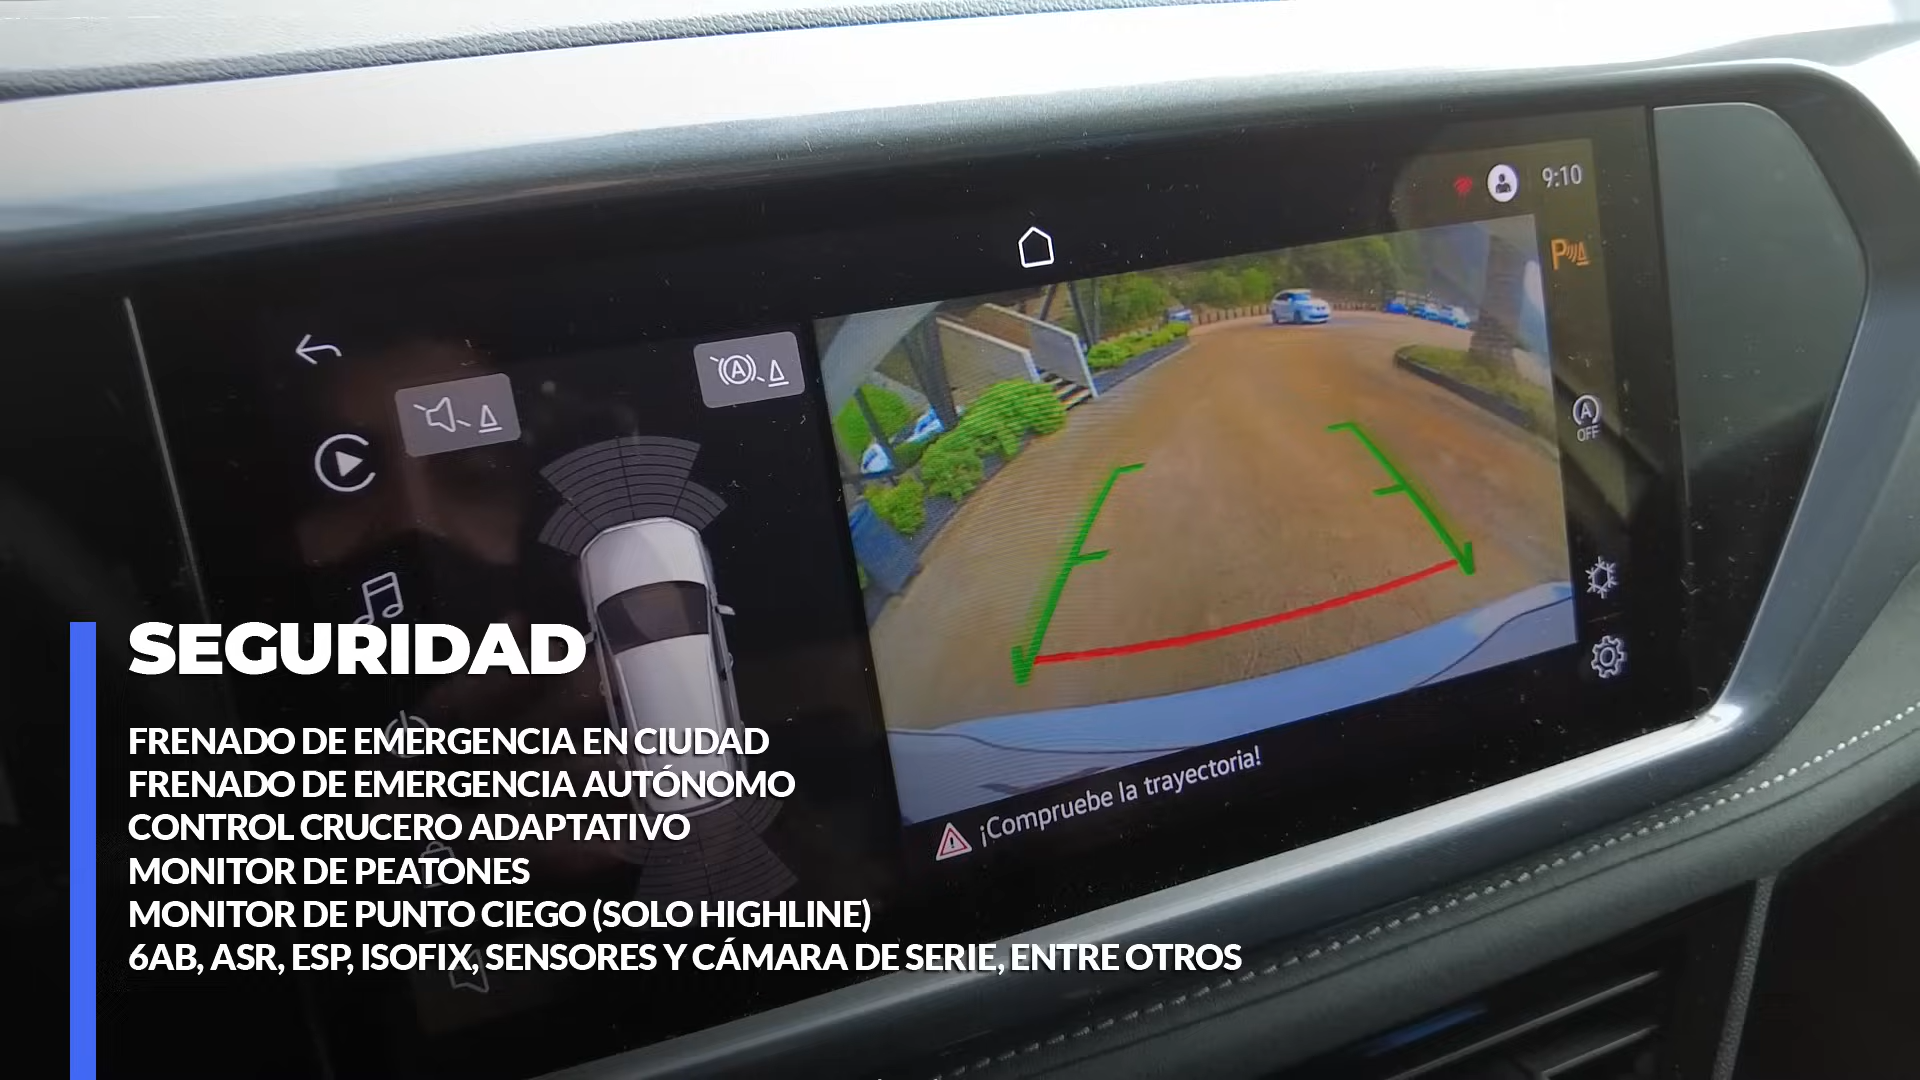 9:10
P
A
A
OFF
¡Compruebe la trayectoria!
SEGURIDAD
FRENADO DE EMERGENCIA EN CIUDAD
FRENADO DE EMERGENCIA AUTÓNOMO
CONTROL CRUCERO ADAPTATIVO
MONITOR DE PEATONES
MONITOR DE PUNTO CIEGO (SOLO HIGHLINE)
6AB, ASR, ESP, ISOFIX, SENSORES Y CÁMARA DE SERIE, ENTRE OTROS